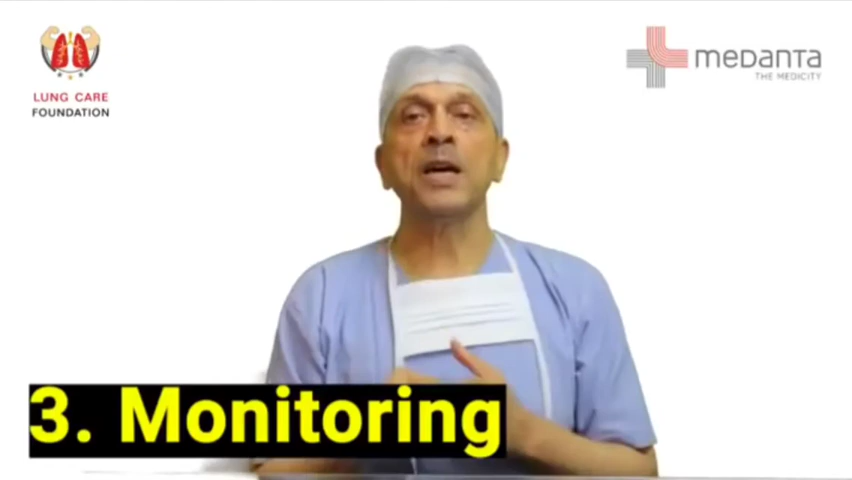 LUNG CARE
FOUNDATION
medanta
THE MEDICITY
3. Monitoring